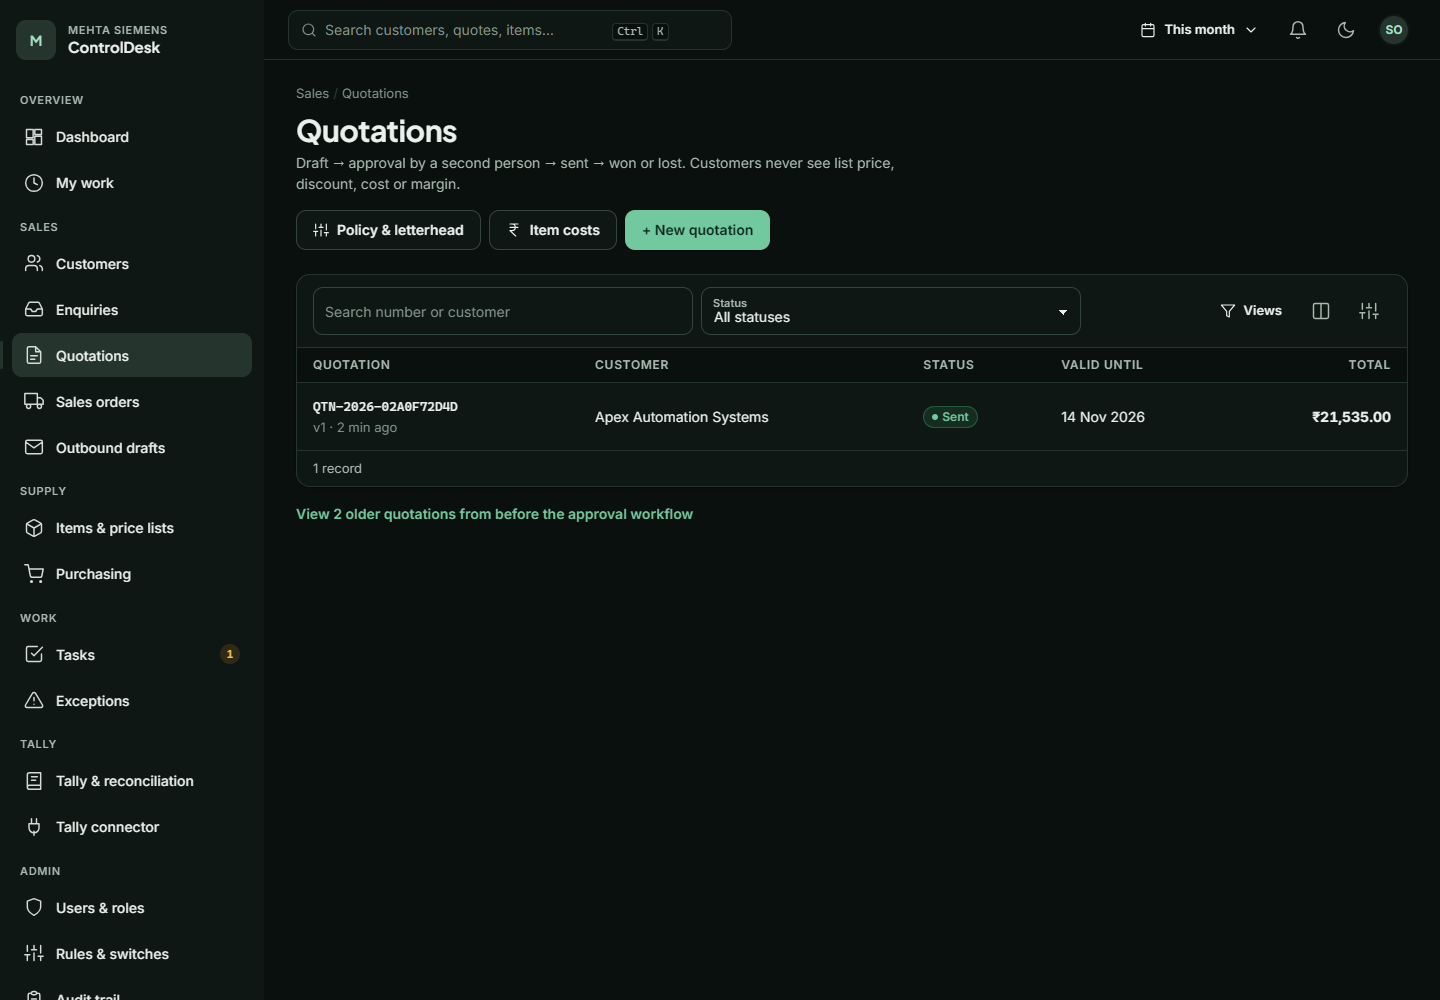 M
MEHTA SIEMENS
ControlDesk
OVERVIEW
Dashboard
My work
SALES
Customers
Enquiries
Quotations
Sales orders
Outbound drafts
SUPPLY
Items & price lists
Purchasing
WORK
Tasks 1
Exceptions
TALLY
Tally & reconciliation
Tally connector
ADMIN
Users & roles
Rules & switches
Audit trail
Search customers, quotes, items... Ctrl K
This month
SO
Sales / Quotations
Quotations
Draft → approval by a second person → sent → won or lost. Customers never see list price,
discount, cost or margin.
Policy & letterhead
₹ Item costs
+ New quotation
Search number or customer
Status
All statuses
Views
QUOTATION CUSTOMER STATUS VALID UNTIL TOTAL
QTN-2026-02A0F72D4D
v1 · 2 min ago
Apex Automation Systems
Sent
14 Nov 2026
₹21,535.00
1 record
View 2 older quotations from before the approval workflow